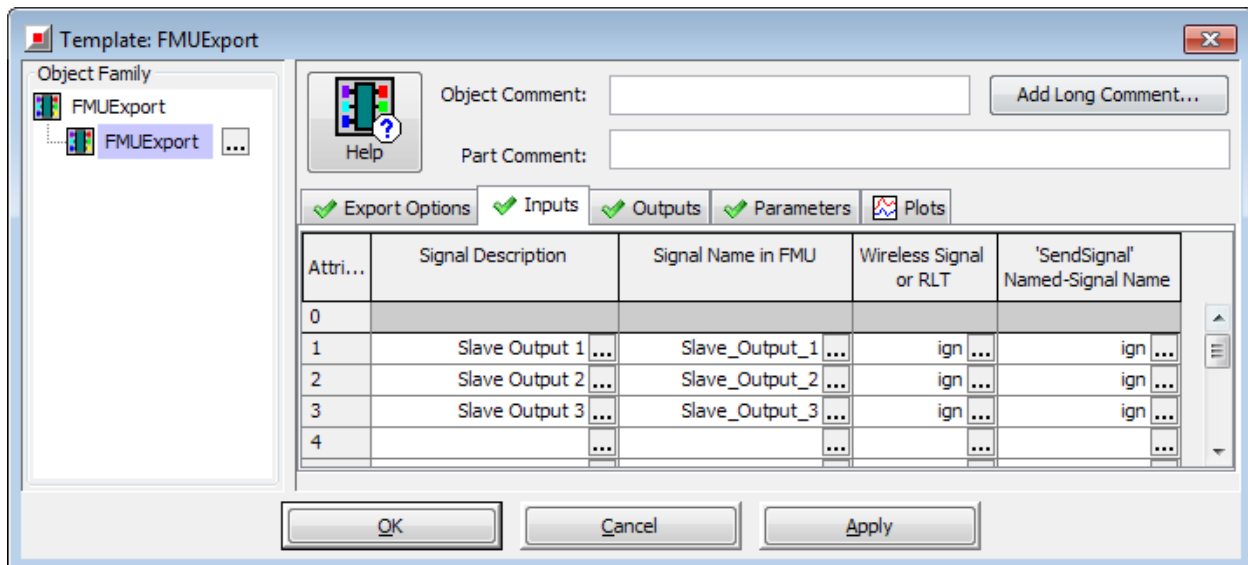 Template: FMUExport
Object Family
FMUExport
FMUExport ...
Help
Object Comment:
Add Long Comment...
Part Comment:
Export Options Inputs Outputs Parameters Plots
Attri... Signal Description Signal Name in FMU Wireless Signal or RLT 'SendSignal' Named-Signal Name
0
1 Slave Output 1 ... Slave_Output_1 ... ign ... ign ...
2 Slave Output 2 ... Slave_Output_2 ... ign ... ign ...
3 Slave Output 3 ... Slave_Output_3 ... ign ... ign ...
4 ... ... ... ...
OK Cancel Apply